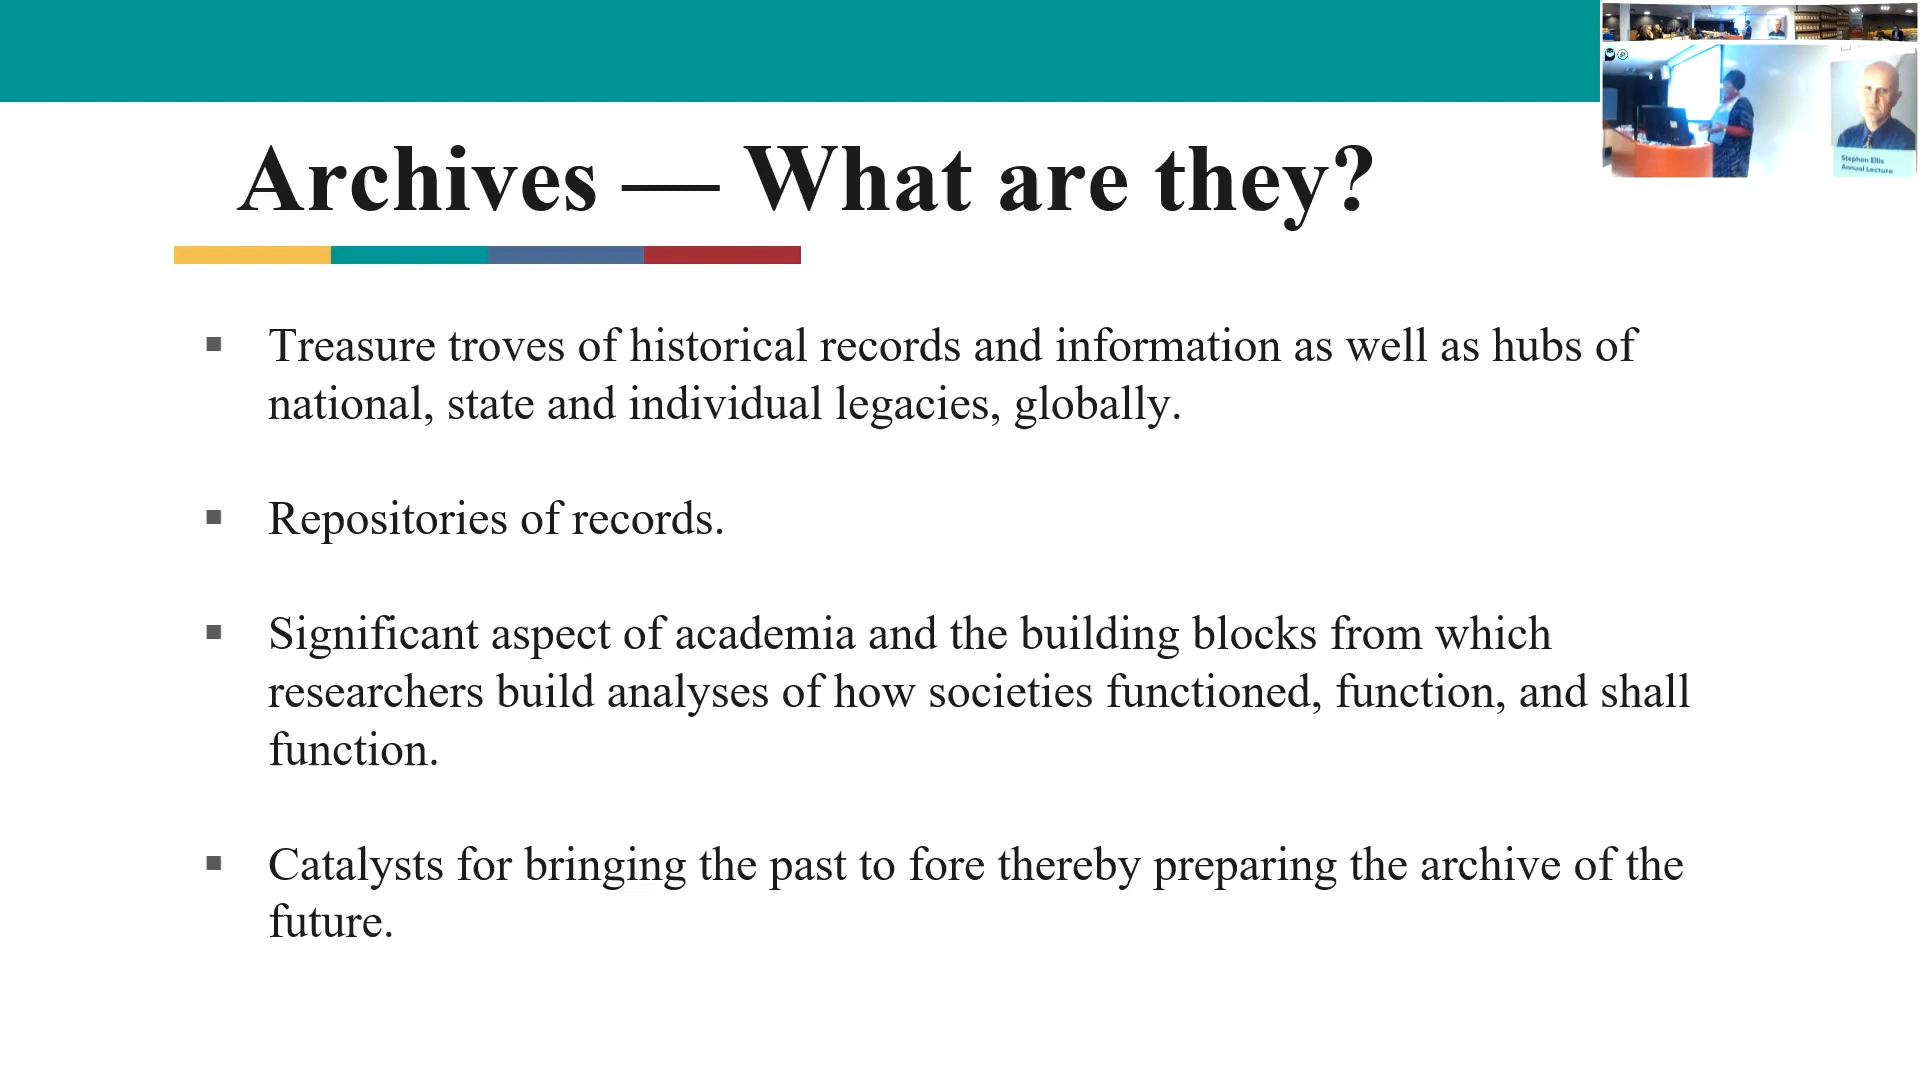 Archives — What are they?
Stephen Ellis
Annual Lecture
▪ Treasure troves of historical records and information as well as hubs of
national, state and individual legacies, globally.
▪ Repositories of records.
▪ Significant aspect of academia and the building blocks from which
researchers build analyses of how societies functioned, function, and shall
function.
▪ Catalysts for bringing the past to fore thereby preparing the archive of the
future.